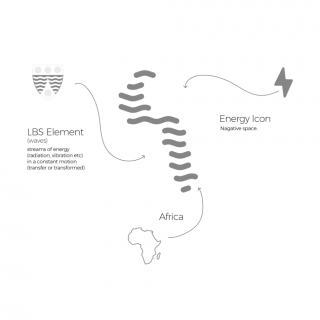 LBS Element
(waves)
streams of energy
(radiation, vibration etc)
in a constant motion
(transfer or transformed)
Energy Icon
Nagative space
Africa